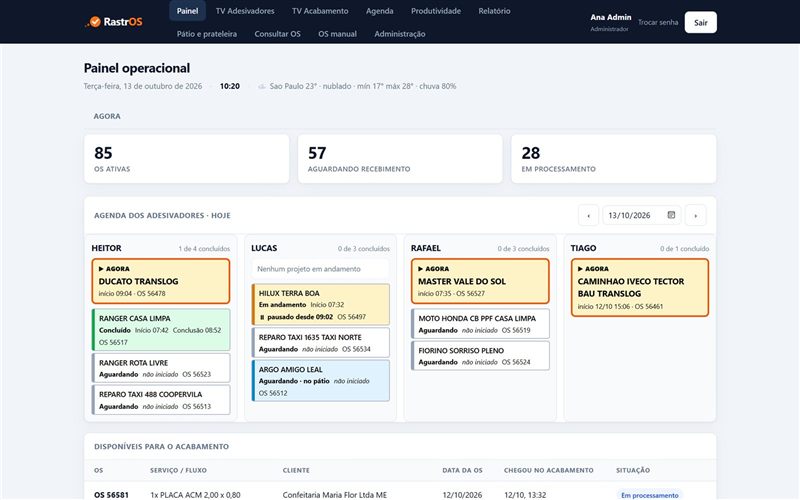 RastrOS
Painel TV Adesivadores TV Acabamento Agenda Produtividade Relatório
Pátio e prateleira Consultar OS OS manual Administração
Ana Admin
Administrador
Trocar senha
Sair
Painel operacional
Terça-feira, 13 de outubro de 2026 · 10:20 · Sao Paulo 23° · nublado · mín 17° máx 28° · chuva 80%
AGORA
85
OS ATIVAS
57
AGUARDANDO RECEBIMENTO
28
EM PROCESSAMENTO
AGENDA DOS ADESIVADORES · HOJE
‹ 13/10/2026 ›
HEITOR 1 de 4 concluídos
▶ AGORA
DUCATO TRANSLOG
início 09:04 · OS 56478
RANGER CASA LIMPA
Concluído Início 07:42 Conclusão 08:52
OS 56517
RANGER ROTA LIVRE
Aguardando não iniciado OS 56523
REPARO TAXI 488 COOPERVILA
Aguardando não iniciado OS 56513
LUCAS 0 de 3 concluídos
Nenhum projeto em andamento
HILUX TERRA BOA
Em andamento Início 07:32
⏸ pausado desde 09:02 OS 56497
REPARO TAXI 1635 TAXI NORTE
Aguardando não iniciado OS 56534
ARGO AMIGO LEAL
Aguardando · no pátio não iniciado
OS 56512
RAFAEL 0 de 3 concluídos
▶ AGORA
MASTER VALE DO SOL
início 07:35 · OS 56527
MOTO HONDA CB PPF CASA LIMPA
Aguardando não iniciado OS 56519
FIORINO SORRISO PLENO
Aguardando não iniciado OS 56524
TIAGO 0 de 1 concluído
▶ AGORA
CAMINHAO IVECO TECTOR
BAU TRANSLOG
início 12/10 15:06 · OS 56461
DISPONÍVEIS PARA O ACABAMENTO
OS SERVIÇO / FLUXO CLIENTE DATA DA OS CHEGOU NO ACABAMENTO SITUAÇÃO
OS 56581 1x PLACA ACM 2,00 x 0,80 Confeitaria Maria Flor Ltda ME 12/10/2026 12/10, 13:32 Em processamento